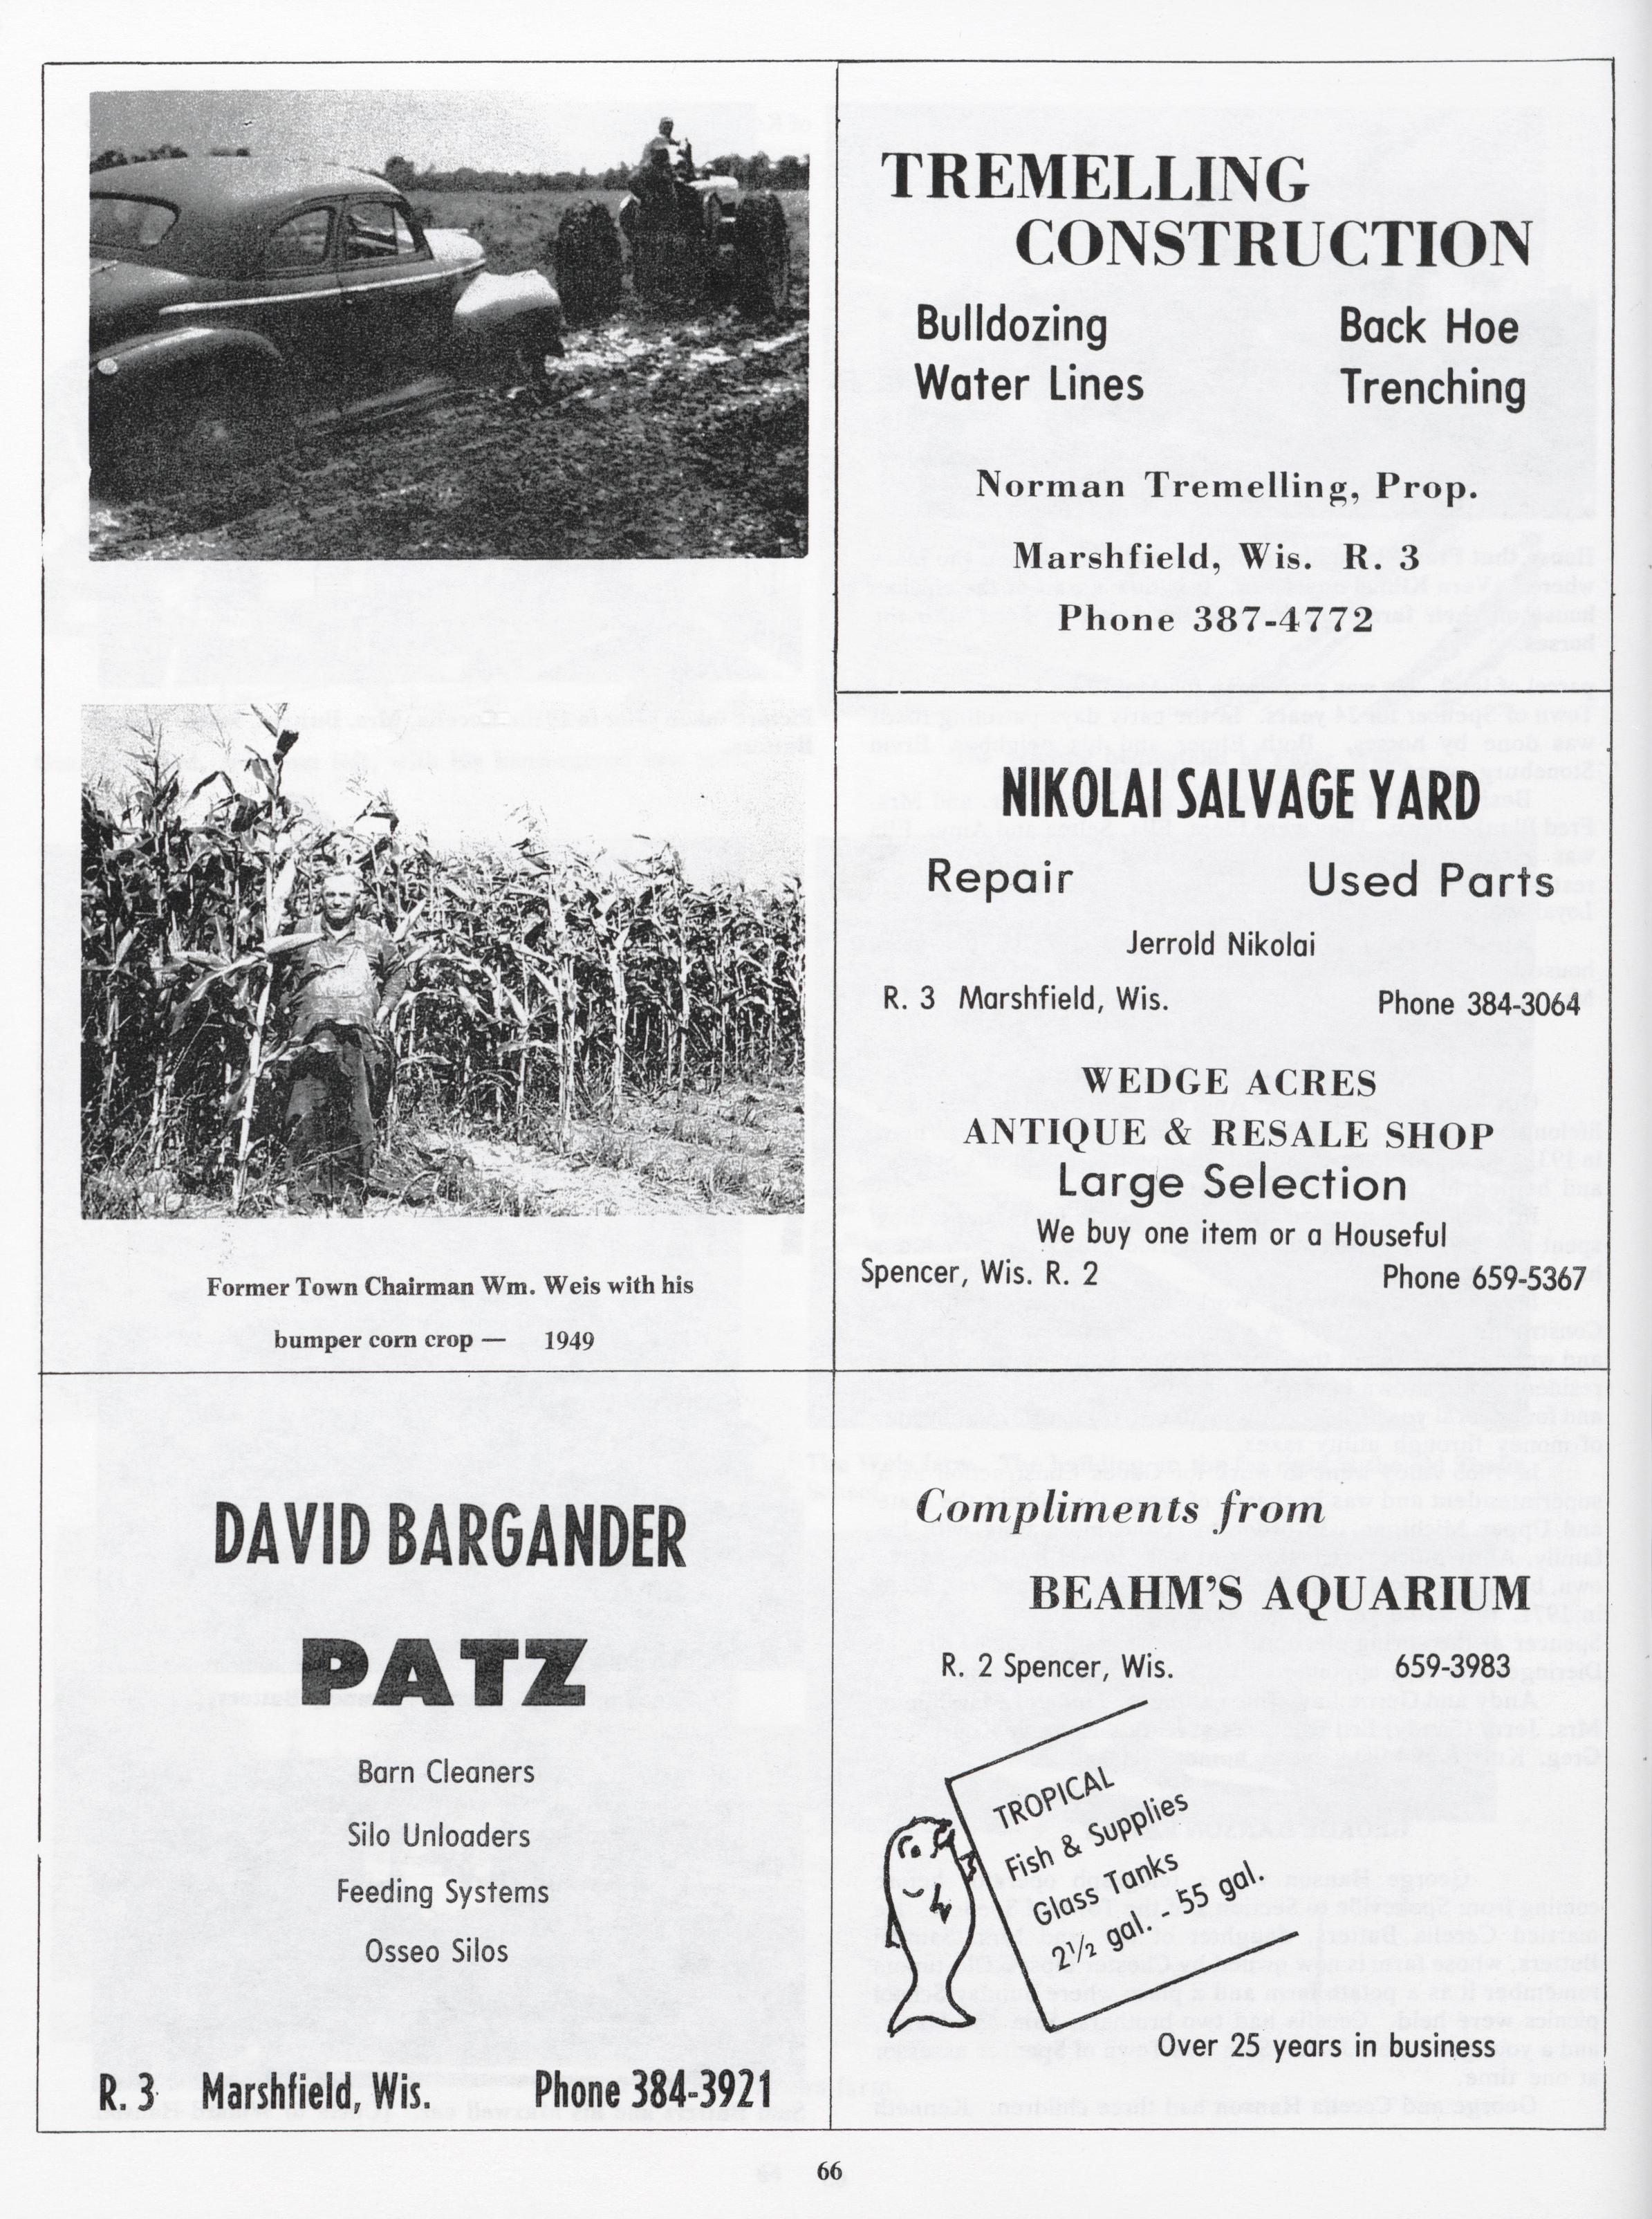 TREMELLING
CONSTRUCTION
Bulldozing Back Hoe
Water Lines Trenching
Norman Tremelling, Prop.
Marshfield, Wis. R. 3
Phone 387-4772
Former Town Chairman Wm. Weis with his
bumper corn crop — 1949
NIKOLAI SALVAGE YARD
Repair Used Parts
Jerrold Nikolai
R. 3 Marshfield, Wis. Phone 384-3064
WEDGE ACRES
ANTIQUE & RESALE SHOP
Large Selection
We buy one item or a Houseful
Spencer, Wis. R. 2 Phone 659-5367
DAVID BARGANDER
PATZ
Barn Cleaners
Silo Unloaders
Feeding Systems
Osseo Silos
R. 3 Marshfield, Wis. Phone 384-3921
Compliments from
BEAHM'S AQUARIUM
R. 2 Spencer, Wis. 659-3983
TROPICAL
Fish & Supplies
Glass Tanks
2½ gal. - 55 gal.
Over 25 years in business
66